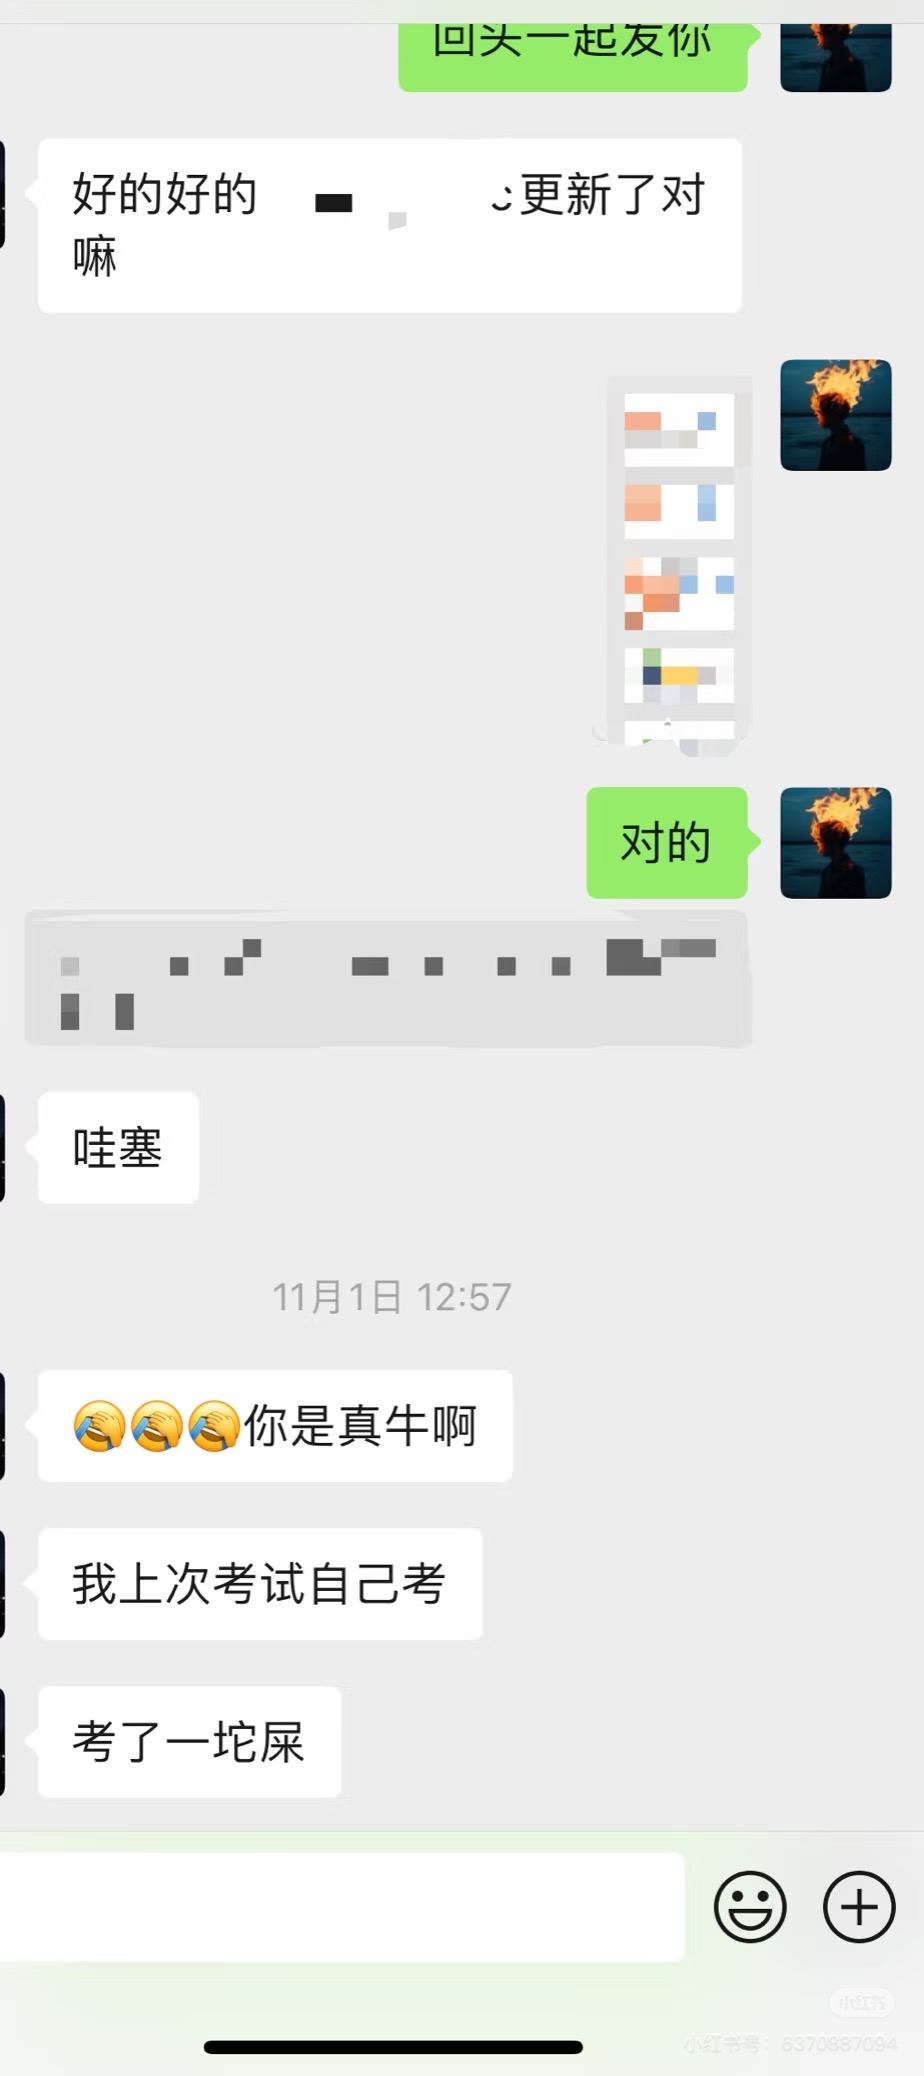 回头一起发你
好的好的
更新了对
嘛
对的
哇塞
11月1日 12:57
🤦🤦🤦你是真牛啊
我上次考试自己考
考了一坨屎
小红书
小红书号：6370887094